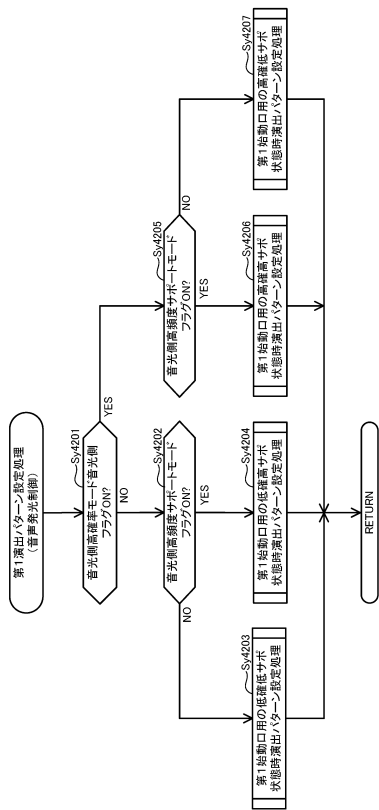 第1演出パターン設定処理
(音声発光制御)
Sy4201
音光側高確率モード音光側
フラグON?
YES
NO
Sy4202
音光側高頻度サポートモード
フラグON?
NO
YES
Sy4205
音光側高頻度サポートモード
フラグON?
NO
YES
Sy4203
第1始動口用の低確低サポ
状態時演出パターン設定処理
Sy4204
第1始動口用の低確高サポ
状態時演出パターン設定処理
Sy4206
第1始動口用の高確高サポ
状態時演出パターン設定処理
Sy4207
第1始動口用の高確低サポ
状態時演出パターン設定処理
RETURN